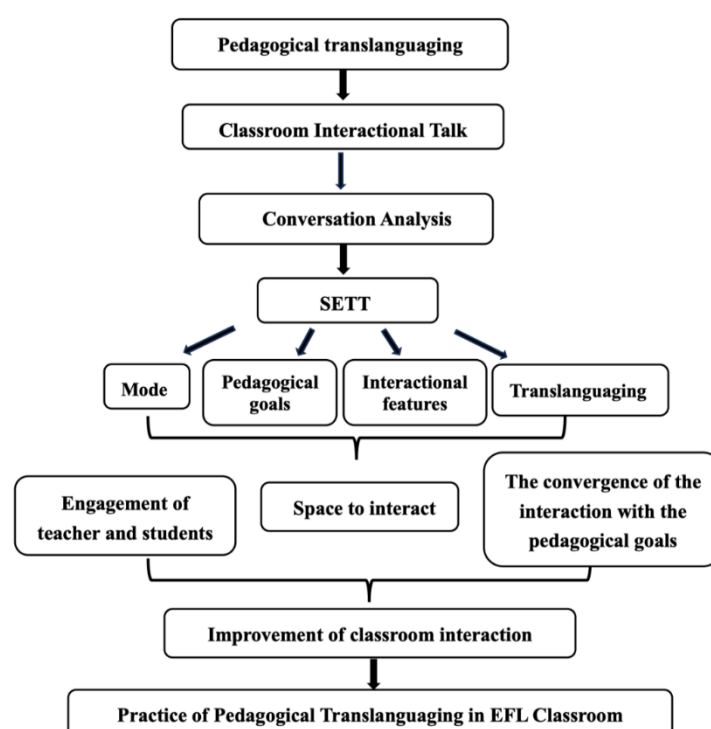 Pedagogical translanguaging
Classroom Interactional Talk
Conversation Analysis
SETT
Mode
Pedagogical
goals
Interactional
features
Translanguaging
Engagement of
teacher and students
Space to interact
The convergence of the
interaction with the
pedagogical goals
Improvement of classroom interaction
Practice of Pedagogical Translanguaging in EFL Classroom